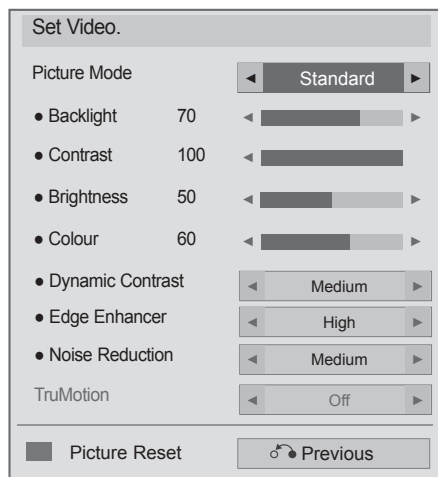 Set Video.
Picture Mode ◄ Standard ►
● Backlight 70 ◄ ►
● Contrast 100 ◄
● Brightness 50 ◄ ►
● Colour 60 ◄ ►
● Dynamic Contrast ◄ Medium ►
● Edge Enhancer ◄ High ►
● Noise Reduction ◄ Medium ►
TruMotion ◄ Off ►
Picture Reset Previous